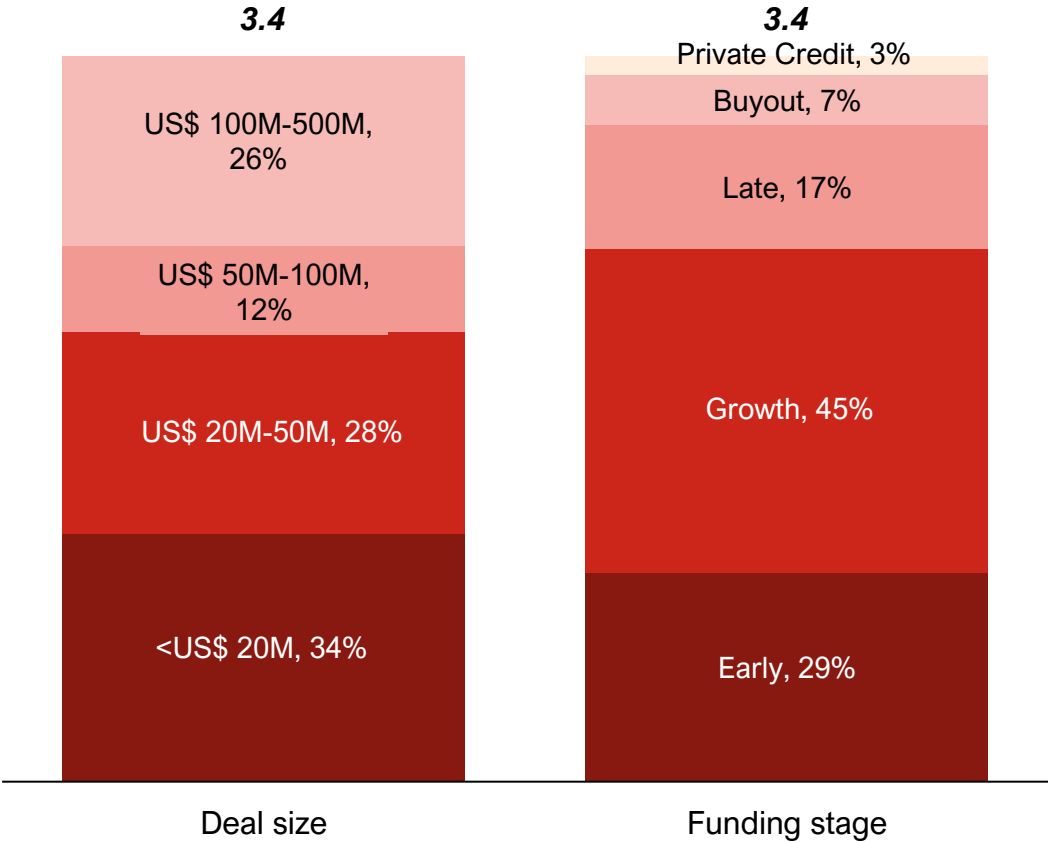 3.4
US$ 100M-500M,
26%
US$ 50M-100M,
12%
US$ 20M-50M, 28%
<US$ 20M, 34%
Deal size
3.4
Private Credit, 3%
Buyout, 7%
Late, 17%
Growth, 45%
Early, 29%
Funding stage